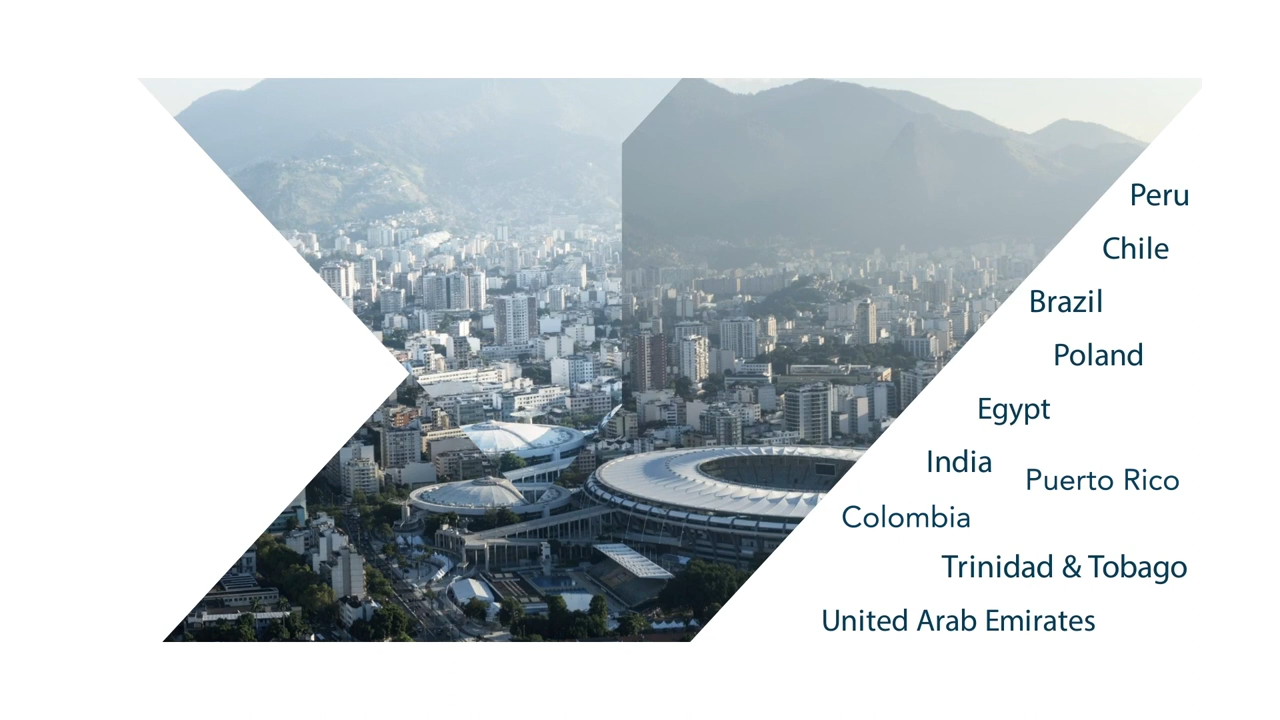 Peru
Chile
Brazil
Poland
Egypt
India
Puerto Rico
Colombia
Trinidad & Tobago
United Arab Emirates